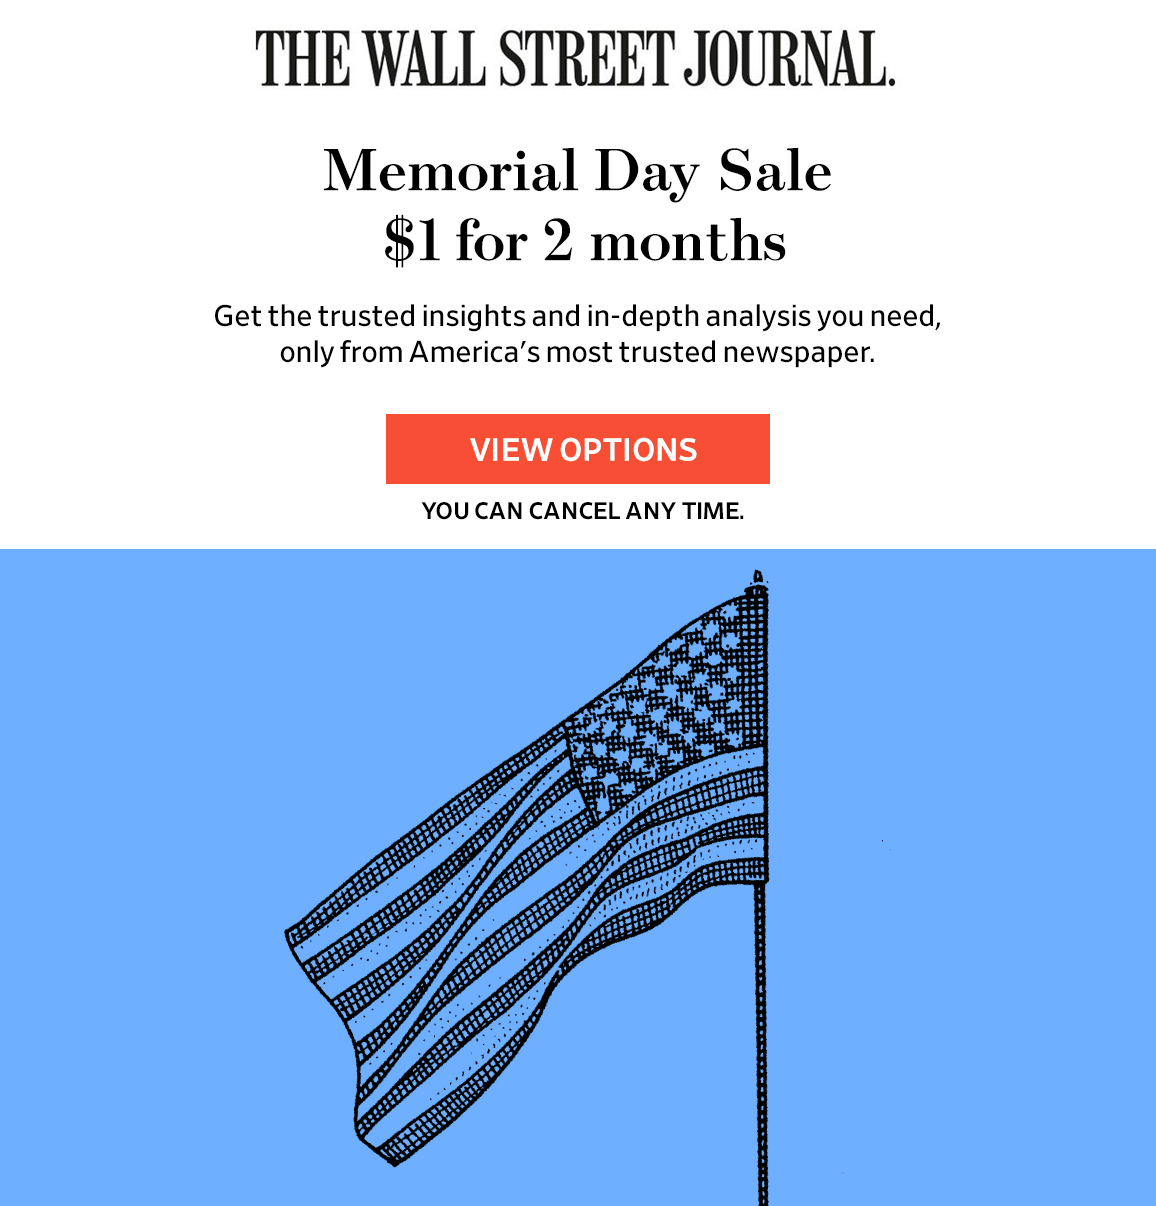 THE WALL STREET JOURNAL.
Memorial Day Sale
$1 for 2 months
Get the trusted insights and in-depth analysis you need,
only from America's most trusted newspaper.
VIEW OPTIONS
YOU CAN CANCEL ANY TIME.